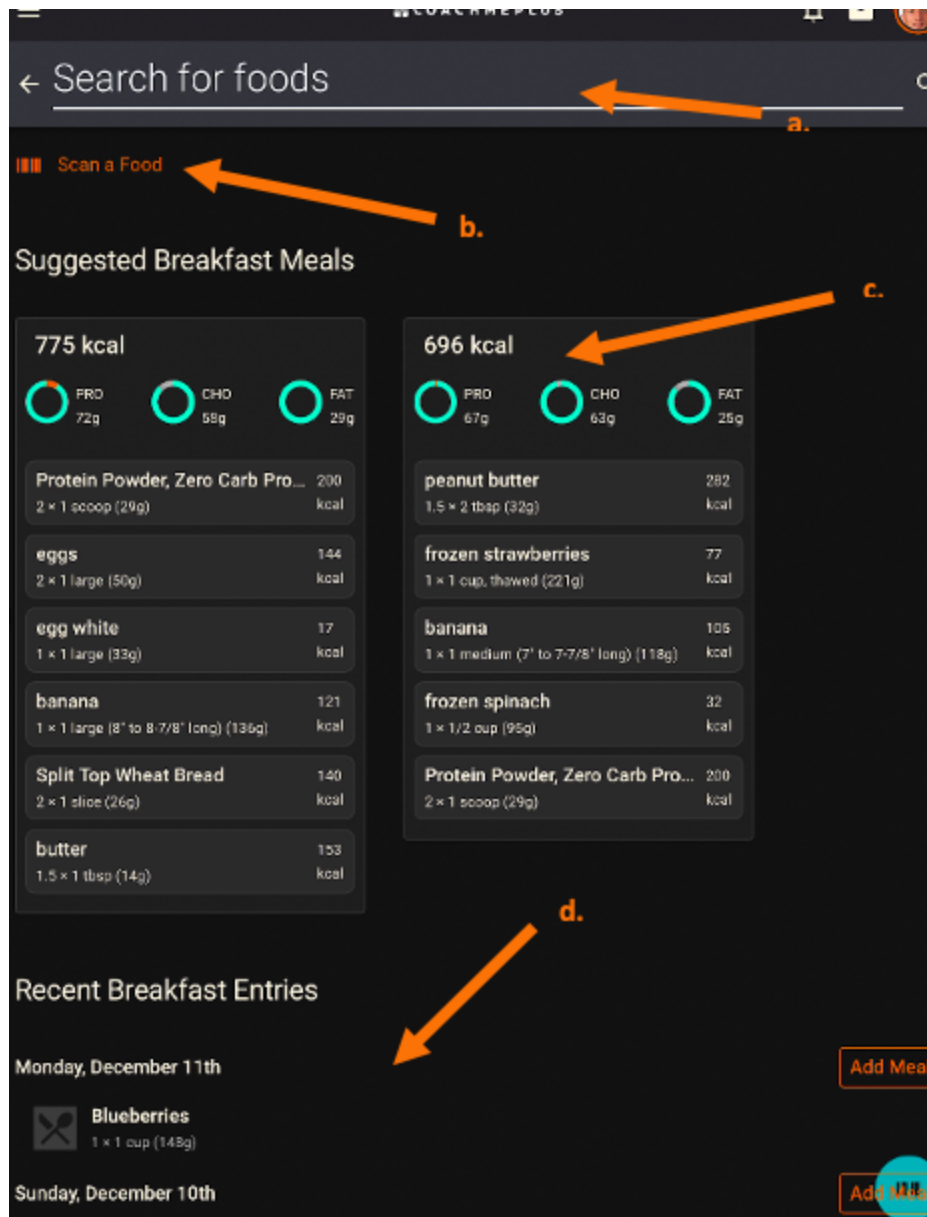 COACHMEPLUS
Search for foods
a.
Scan a Food
b.
Suggested Breakfast Meals
c.
775 kcal
PRO
72g
CHO
58g
FAT
29g
Protein Powder, Zero Carb Pro... 200
2 × 1 scoop (29g) kcal
eggs 144
2 × 1 large (50g) kcal
egg white 17
1 × 1 large (33g) kcal
banana 121
1 × 1 large (8" to 8-7/8" long) (136g) kcal
Split Top Wheat Bread 140
2 × 1 slice (26g) kcal
butter 153
1.5 × 1 tbsp (14g) kcal
696 kcal
PRO
67g
CHO
63g
FAT
25g
peanut butter 282
1.5 × 2 tbsp (32g) kcal
frozen strawberries 77
1 × 1 cup, thawed (221g) kcal
banana 105
1 × 1 medium (7" to 7-7/8" long) (118g) kcal
frozen spinach 32
1 × 1/2 cup (95g) kcal
Protein Powder, Zero Carb Pro... 200
2 × 1 scoop (29g) kcal
d.
Recent Breakfast Entries
Monday, December 11th Add Mea
Blueberries
1 × 1 cup (148g)
Sunday, December 10th Add Mea